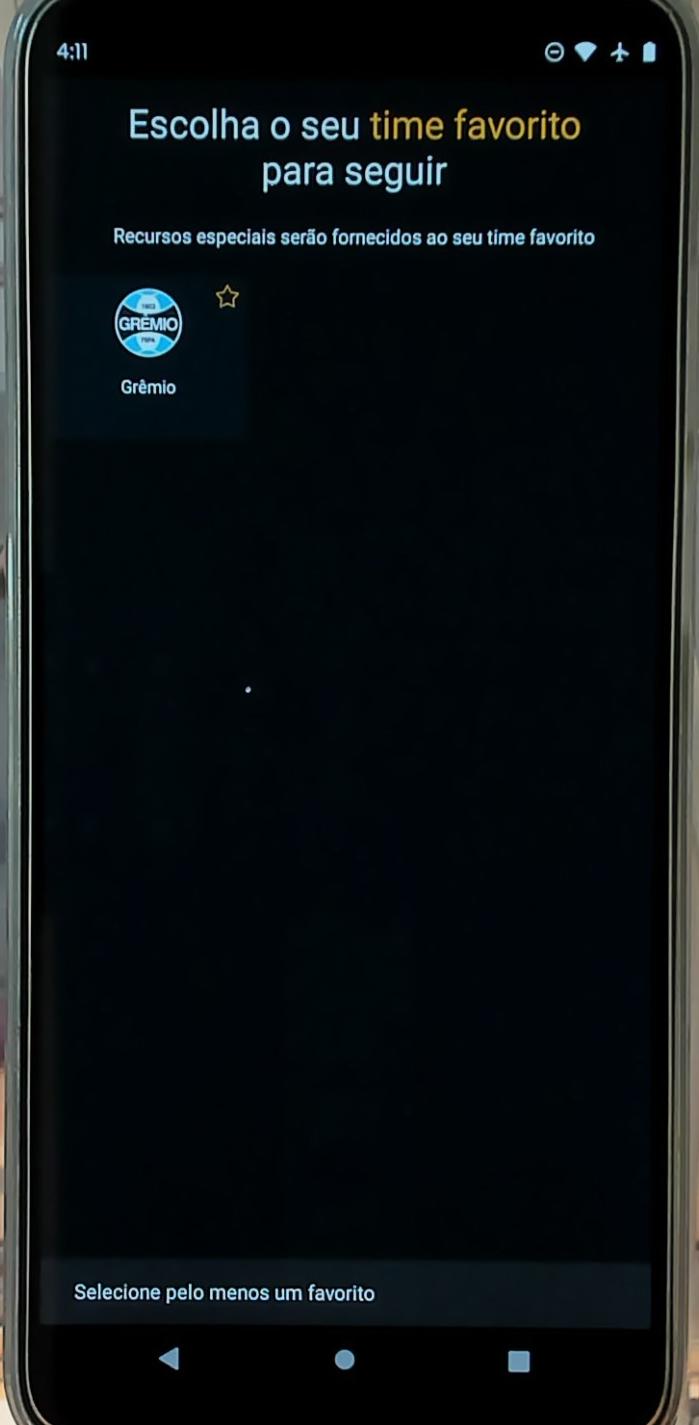 4:11
Escolha o seu time favorito
para seguir
Recursos especiais serão fornecidos ao seu time favorito
1903
GRÊMIO
FBPA
Grêmio
Selecione pelo menos um favorito